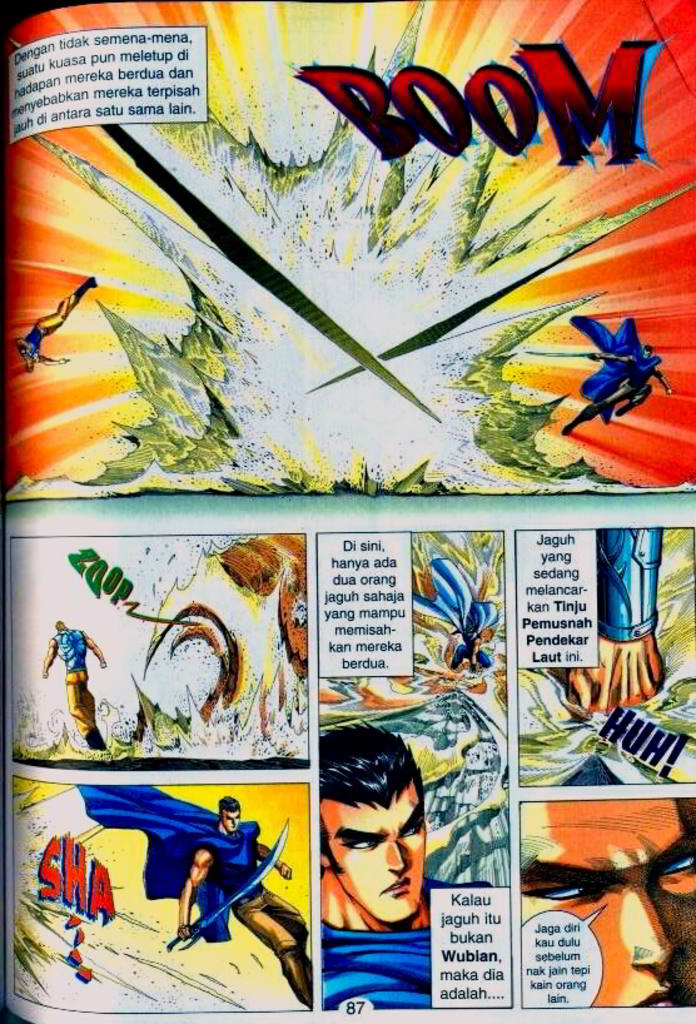 Dengan tidak semena-mena,
suatu kuasa pun meletup di
hadapan mereka berdua dan
menyebabkan mereka terpisah
jauh di antara satu sama lain.
BOOM
ZOOP
Di sini,
hanya ada
dua orang
jaguh sahaja
yang mampu
memisah-
kan mereka
berdua.
Jaguh
yang
sedang
melancar-
kan Tinju
Pemusnah
Pendekar
Laut ini.
HUH!
SHA
Kalau
jaguh itu
bukan
Wubian,
maka dia
adalah....
Jaga diri
kau dulu
sebelum
nak jain tepi
kain orang
lain.
87